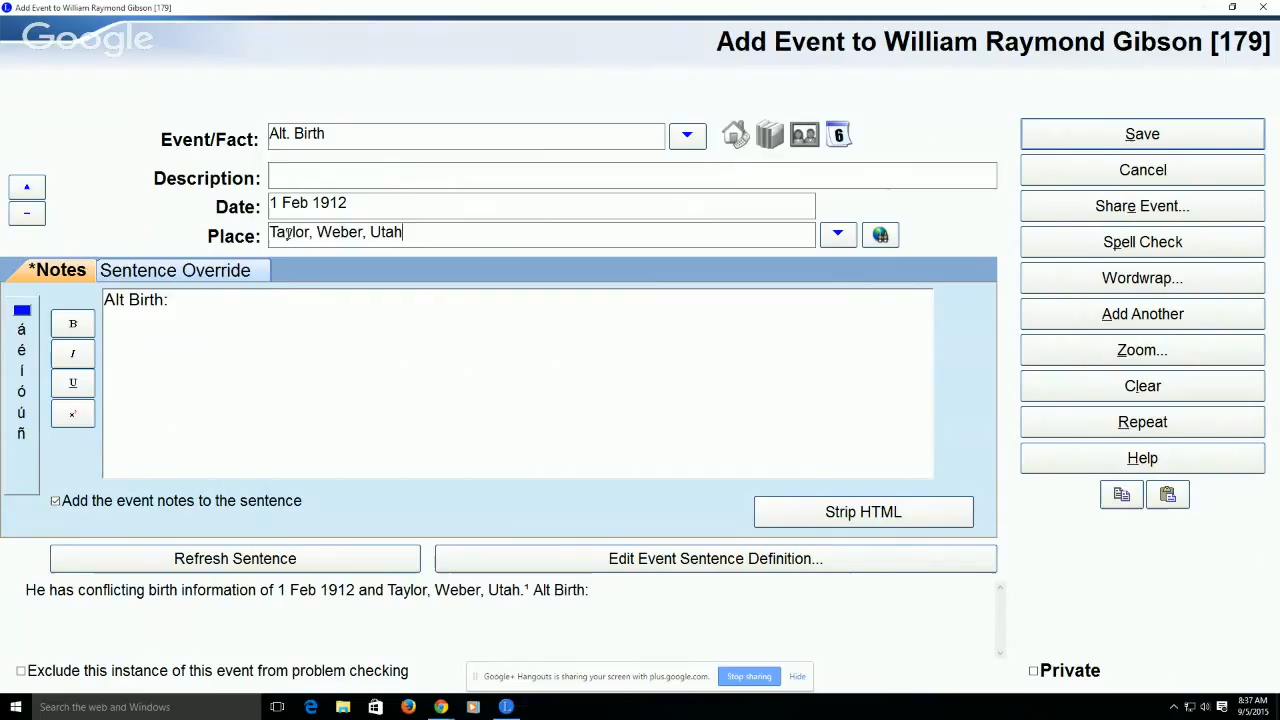 Add Event to William Raymond Gibson [179]
Google
Add Event to William Raymond Gibson [179]
Event/Fact: Alt. Birth
6
Save
Cancel
Description:
Date: 1 Feb 1912
Share Event...
Place: Taylor, Weber, Utah
Spell Check
*Notes Sentence Override
Wordwrap...
Alt Birth:
á
é
í
ó
ú
ñ
B
I
U
x
Add Another
Zoom...
Clear
Repeat
Help
Add the event notes to the sentence
Strip HTML
Refresh Sentence
Edit Event Sentence Definition...
He has conflicting birth information of 1 Feb 1912 and Taylor, Weber, Utah.¹ Alt Birth:
Exclude this instance of this event from problem checking
Google+ Hangouts is sharing your screen with plus.google.com.
Stop sharing
Hide
Private
Search the web and Windows
8:37 AM
9/5/2015